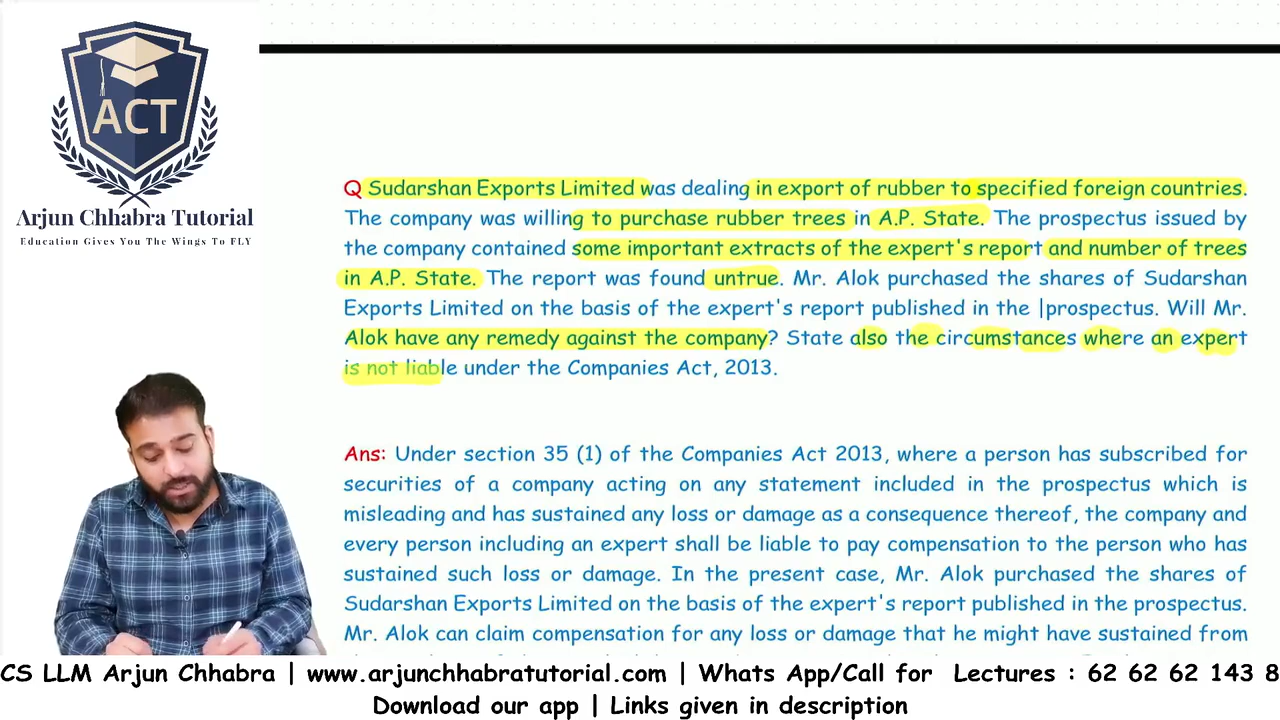 ACT
Arjun Chhabra Tutorial
Education Gives You The Wings To FLY
Q Sudarshan Exports Limited was dealing in export of rubber to specified foreign countries.
The company was willing to purchase rubber trees in A.P. State. The prospectus issued by
the company contained some important extracts of the expert's report and number of trees
in A.P. State. The report was found untrue. Mr. Alok purchased the shares of Sudarshan
Exports Limited on the basis of the expert's report published in the |prospectus. Will Mr.
Alok have any remedy against the company? State also the circumstances where an expert
is not liable under the Companies Act, 2013.
Ans: Under section 35 (1) of the Companies Act 2013, where a person has subscribed for
securities of a company acting on any statement included in the prospectus which is
misleading and has sustained any loss or damage as a consequence thereof, the company and
every person including an expert shall be liable to pay compensation to the person who has
sustained such loss or damage. In the present case, Mr. Alok purchased the shares of
Sudarshan Exports Limited on the basis of the expert's report published in the prospectus.
Mr. Alok can claim compensation for any loss or damage that he might have sustained from
CS LLM Arjun Chhabra | www.arjunchhabratutorial.com | Whats App/Call for Lectures : 62 62 62 143 8
Download our app | Links given in description